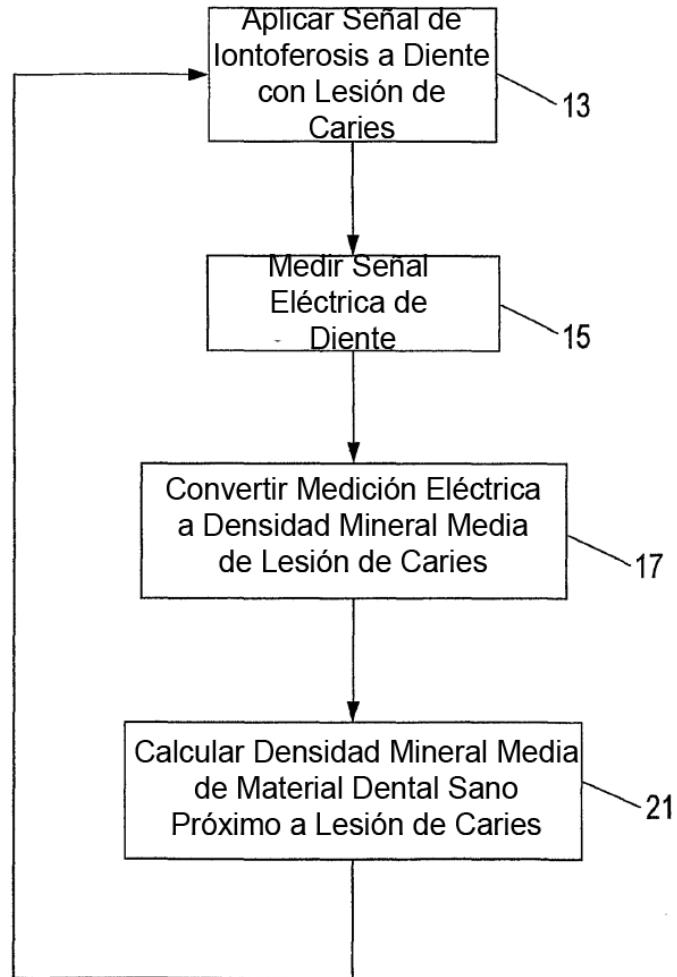 Aplicar Señal de
Iontoferosis a Diente
con Lesión de
Caries
13
Medir Señal
Eléctrica de
Diente
15
Convertir Medición Eléctrica
a Densidad Mineral Media
de Lesión de Caries
17
Calcular Densidad Mineral Media
de Material Dental Sano
Próximo a Lesión de Caries
21